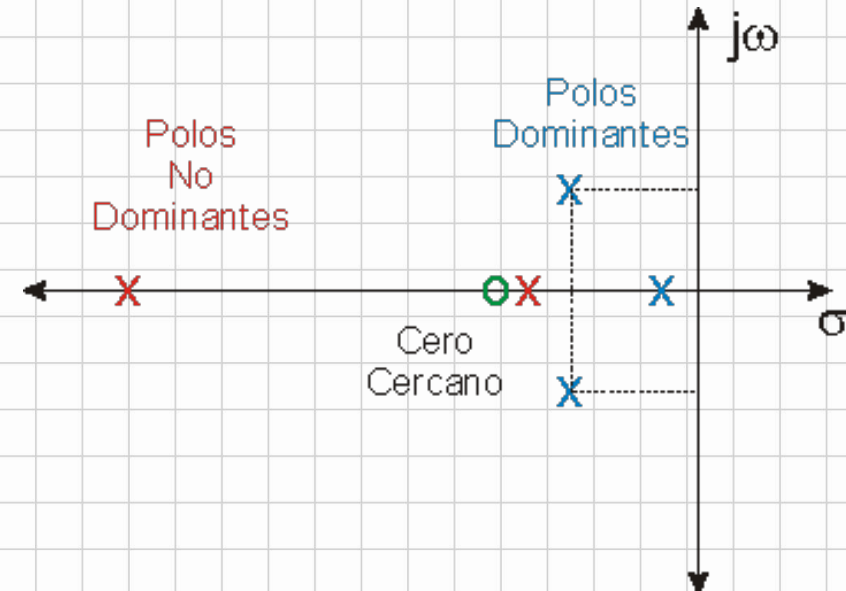 jω
Polos
Dominantes
Polos
No
Dominantes
σ
Cero
Cercano